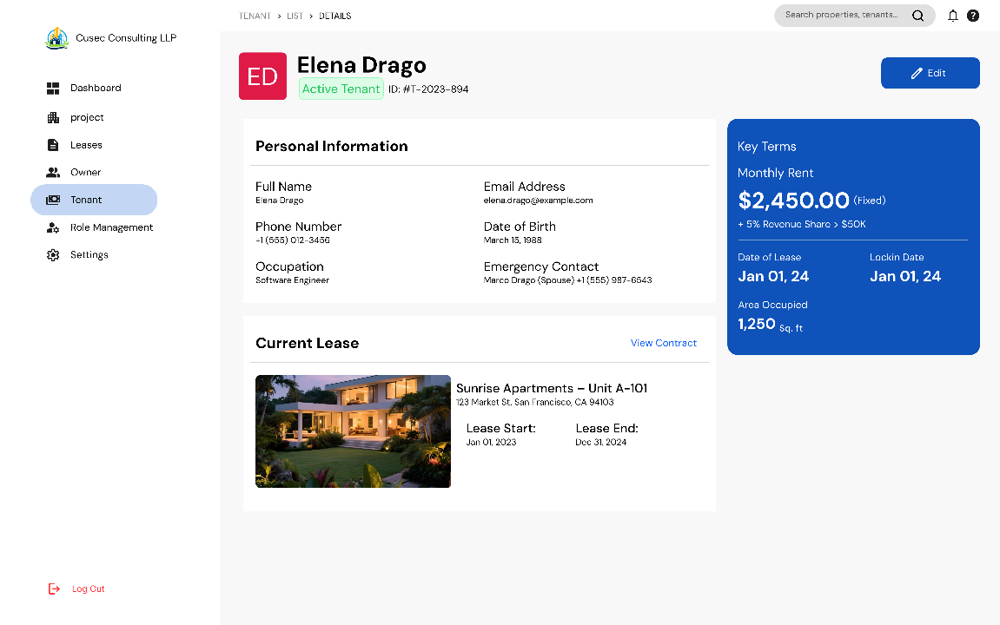 TENANT > LIST > DETAILS
Search properties, tenants...
Cusec Consulting LLP
Dashboard
project
Leases
Owner
Tenant
Role Management
Settings
Log Out
ED
Elena Drago
Active Tenant ID: #T-2023-894
Edit
Personal Information
Full Name
Elena Drago
Email Address
elena.drago@example.com
Phone Number
+1 (555) 012-3456
Date of Birth
March 15, 1988
Occupation
Software Engineer
Emergency Contact
Marco Drago (Spouse) +1 (555) 987-6543
Current Lease
View Contract
Sunrise Apartments – Unit A-101
123 Market St. San Francisco, CA 94103
Lease Start:
Jan 01, 2023
Lease End:
Dec 31, 2024
Key Terms
Monthly Rent
$2,450.00 (Fixed)
+ 5% Revenue Share > $50K
Date of Lease
Jan 01, 24
Lockin Date
Jan 01, 24
Area Occupied
1,250 Sq. ft